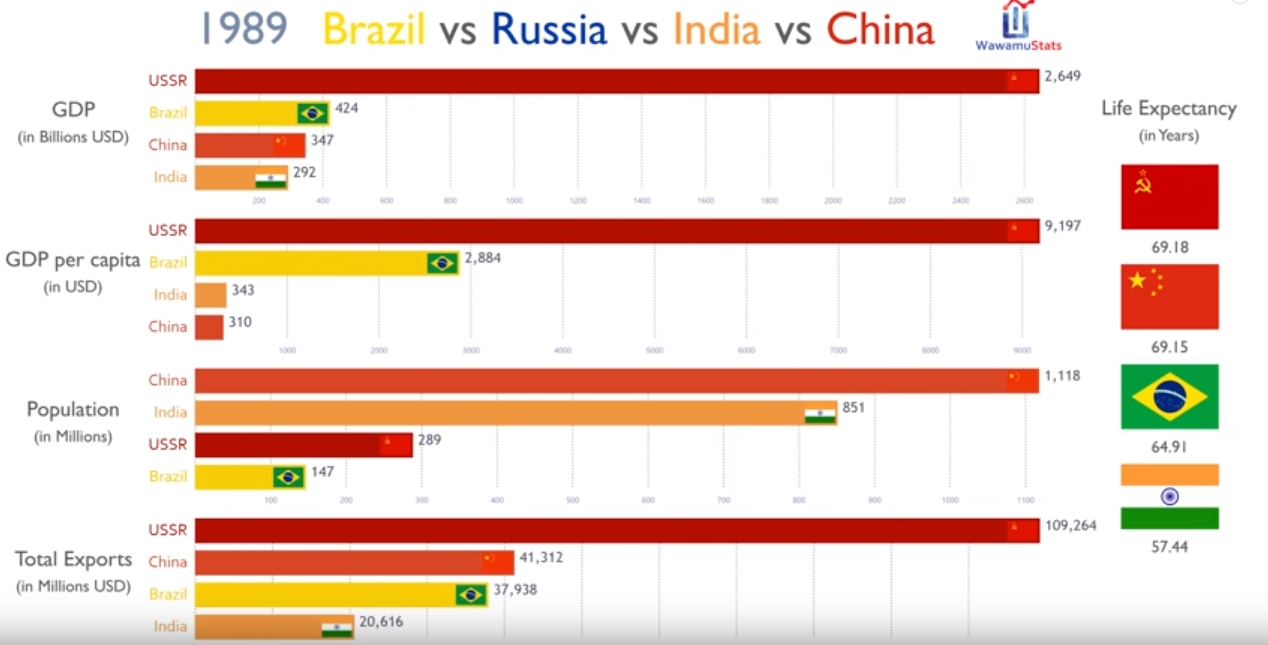 1989 Brazil vs Russia vs India vs China
WawamuStats
GDP
(in Billions USD)
USSR 2,649
Brazil 424
China 347
India 292
200 400 600 800 1000 1200 1400 1600 1800 2000 2200 2400 2600
GDP per capita
(in USD)
USSR 9,197
Brazil 2,884
India 343
China 310
1000 2000 3000 4000 5000 6000 7000 8000 9000
Population
(in Millions)
China 1,118
India 851
USSR 289
Brazil 147
100 200 300 400 500 600 700 800 900 1000 1100
Total Exports
(in Millions USD)
USSR 109,264
China 41,312
Brazil 37,938
India 20,616
Life Expectancy
(in Years)
69.18
69.15
64.91
57.44